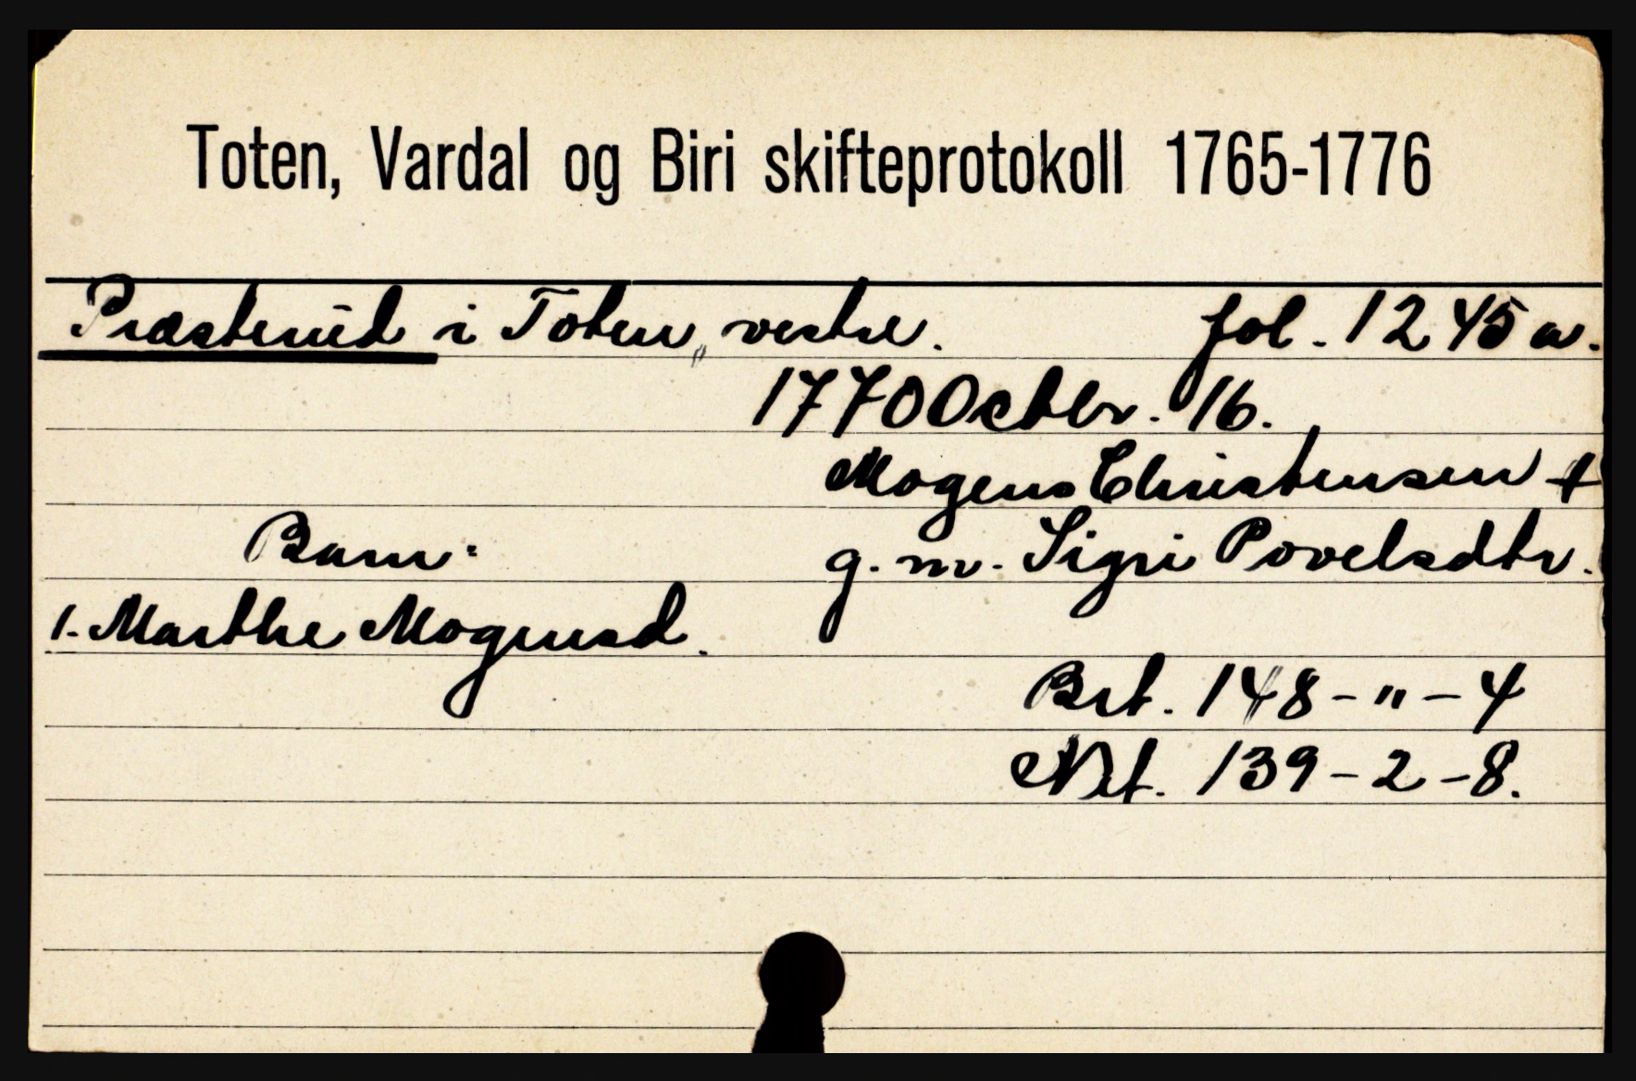 Toten, Vardal og Biri skifteprotokoll 1765-1776
Præsterud i Toten, vestre. fol. 1245a.
1770 Octbr. 16.
Mogens Christensen †
Barn: g. m. Sigri Povelsdtr.
1. Marthe Mogensd.
Brt. 148 - " - 4
Nt. 139 - 2 - 8.